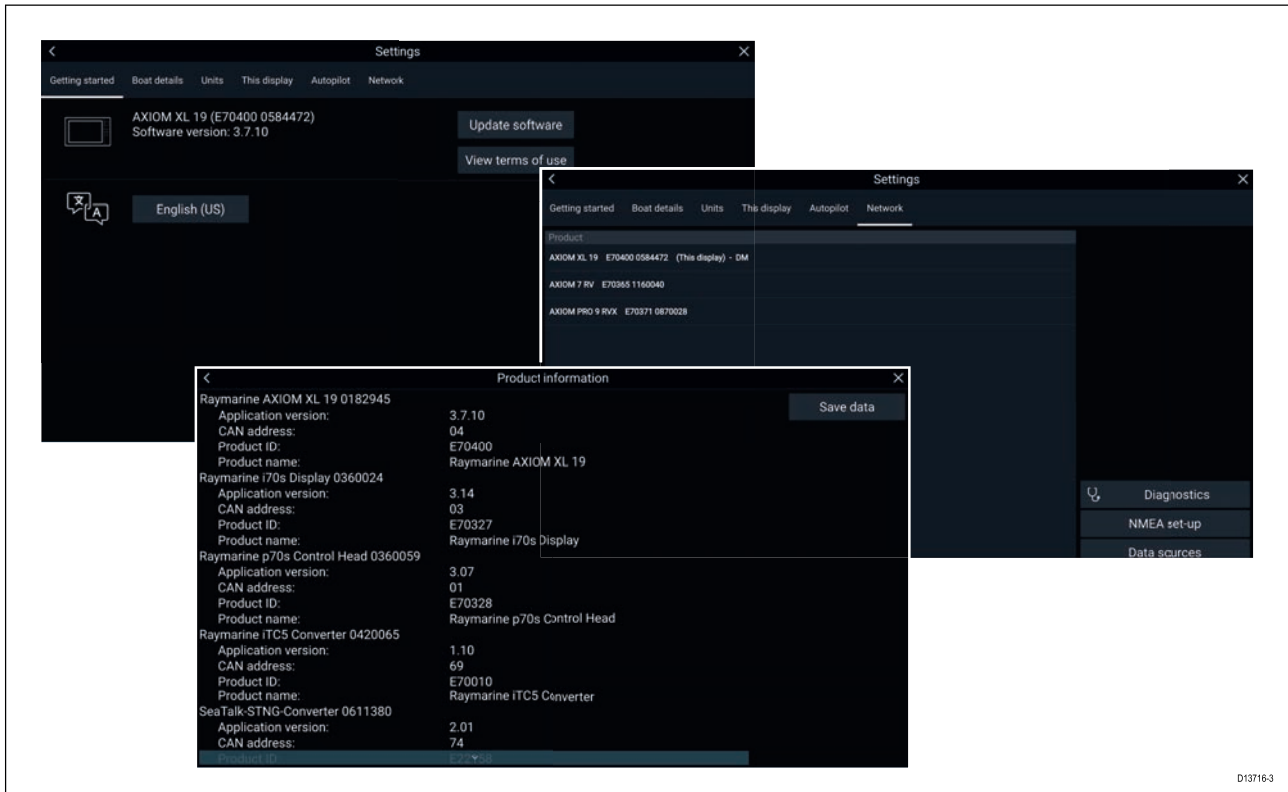 Settings
Getting started Boat details Units This display Autopilot Network
AXIOM XL 19 (E70400 0584472)
Software version: 3.7.10
Update software
View terms of use
English (US)
Settings
Getting started Boat details Units This display Autopilot Network
Product
AXIOM XL 19 E70400 0584472 (This display) - DM
AXIOM 7 RV E70365 1160040
AXIOM PRO 9 RVX E70371 0870028
Diagnostics
NMEA set-up
Data sources
Product information
Save data
Raymarine AXIOM XL 19 0182945
Application version: 3.7.10
CAN address: 04
Product ID: E70400
Product name: Raymarine AXIOM XL 19
Raymarine i70s Display 0360024
Application version: 3.14
CAN address: 03
Product ID: E70327
Product name: Raymarine i70s Display
Raymarine p70s Control Head 0360059
Application version: 3.07
CAN address: 01
Product ID: E70328
Product name: Raymarine p70s Control Head
Raymarine iTC5 Converter 0420065
Application version: 1.10
CAN address: 69
Product ID: E70010
Product name: Raymarine iTC5 Converter
SeaTalk-STNG-Converter 0611380
Application version: 2.01
CAN address: 74
Product ID:
D13716-3